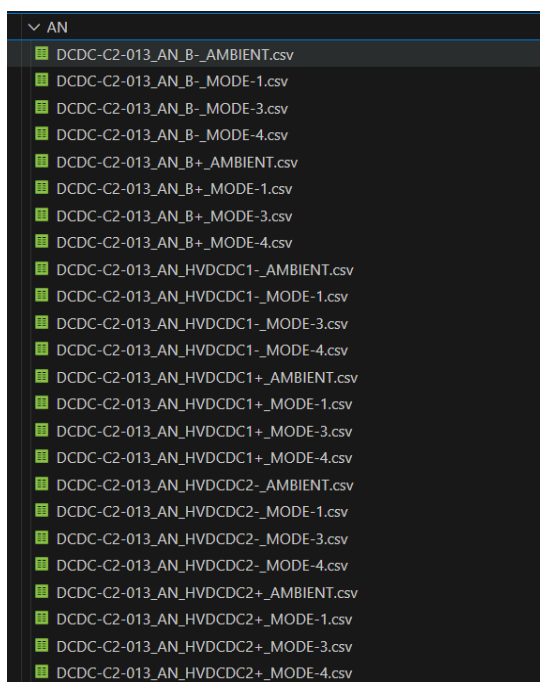 AN
DCDC-C2-013_AN_B-_AMBIENT.csv
DCDC-C2-013_AN_B-_MODE-1.csv
DCDC-C2-013_AN_B-_MODE-3.csv
DCDC-C2-013_AN_B-_MODE-4.csv
DCDC-C2-013_AN_B+_AMBIENT.csv
DCDC-C2-013_AN_B+_MODE-1.csv
DCDC-C2-013_AN_B+_MODE-3.csv
DCDC-C2-013_AN_B+_MODE-4.csv
DCDC-C2-013_AN_HVDCDC1-_AMBIENT.csv
DCDC-C2-013_AN_HVDCDC1-_MODE-1.csv
DCDC-C2-013_AN_HVDCDC1-_MODE-3.csv
DCDC-C2-013_AN_HVDCDC1-_MODE-4.csv
DCDC-C2-013_AN_HVDCDC1+_AMBIENT.csv
DCDC-C2-013_AN_HVDCDC1+_MODE-1.csv
DCDC-C2-013_AN_HVDCDC1+_MODE-3.csv
DCDC-C2-013_AN_HVDCDC1+_MODE-4.csv
DCDC-C2-013_AN_HVDCDC2-_AMBIENT.csv
DCDC-C2-013_AN_HVDCDC2-_MODE-1.csv
DCDC-C2-013_AN_HVDCDC2-_MODE-3.csv
DCDC-C2-013_AN_HVDCDC2-_MODE-4.csv
DCDC-C2-013_AN_HVDCDC2+_AMBIENT.csv
DCDC-C2-013_AN_HVDCDC2+_MODE-1.csv
DCDC-C2-013_AN_HVDCDC2+_MODE-3.csv
DCDC-C2-013_AN_HVDCDC2+_MODE-4.csv